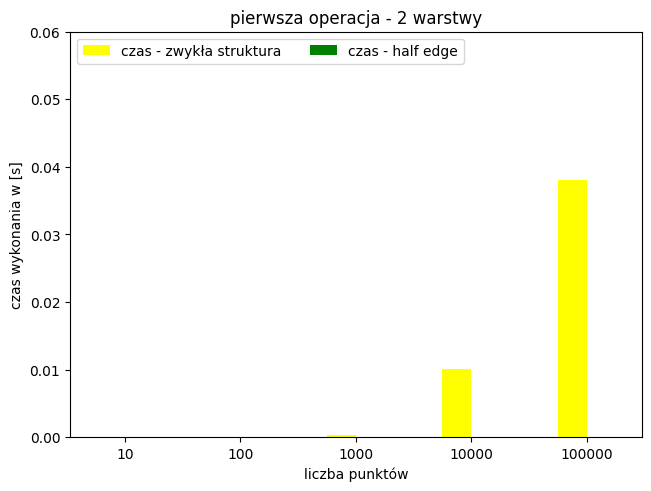 pierwsza operacja - 2 warstwy
czas - zwykła struktura czas - half edge
0.06
0.05
0.04
0.03
0.02
0.01
0.00
czas wykonania w [s]
10 100 1000 10000 100000
liczba punktów